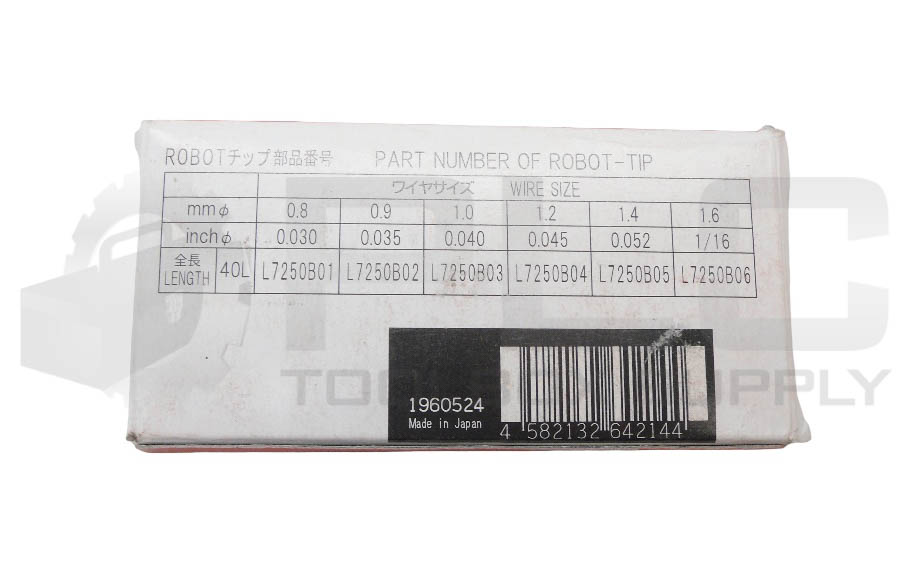 ROBOTチップ部品番号 PART NUMBER OF ROBOT-TIP
ワイヤサイズ WIRE SIZE
mmφ 0.8 0.9 1.0 1.2 1.4 1.6
inchφ 0.030 0.035 0.040 0.045 0.052 1/16
全長 LENGTH 40L L7250B01 L7250B02 L7250B03 L7250B04 L7250B05 L7250B06
1960524
Made in Japan
4 582132 642144
PLC
TOOLBOX SUPPLY